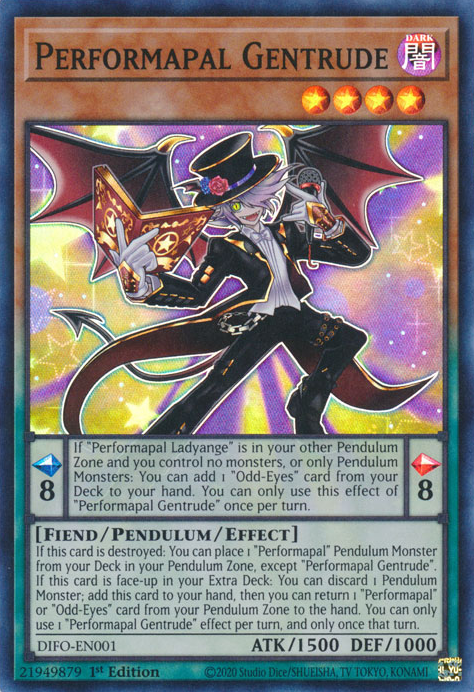 PERFORMAPAL GENTRUDE
DARK
闇
If "Performapal Ladyange" is in your other Pendulum
Zone and you control no monsters, or only Pendulum
Monsters: You can add 1 "Odd-Eyes" card from your
Deck to your hand. You can only use this effect of
"Performapal Gentrude" once per turn.
8
8
[FIEND/PENDULUM/EFFECT]
If this card is destroyed: You can place 1 "Performapal" Pendulum Monster
from your Deck in your Pendulum Zone, except "Performapal Gentrude".
If this card is face-up in your Extra Deck: You can discard 1 Pendulum
Monster; add this card to your hand, then you can return 1 "Performapal"
or "Odd-Eyes" card from your Pendulum Zone to the hand. You can only
use 1 "Performapal Gentrude" effect per turn, and only once that turn.
DIFO-EN001 ATK/1500 DEF/1000
21949879 1st Edition ©2020 Studio Dice/SHUEISHA, TV TOKYO, KONAMI